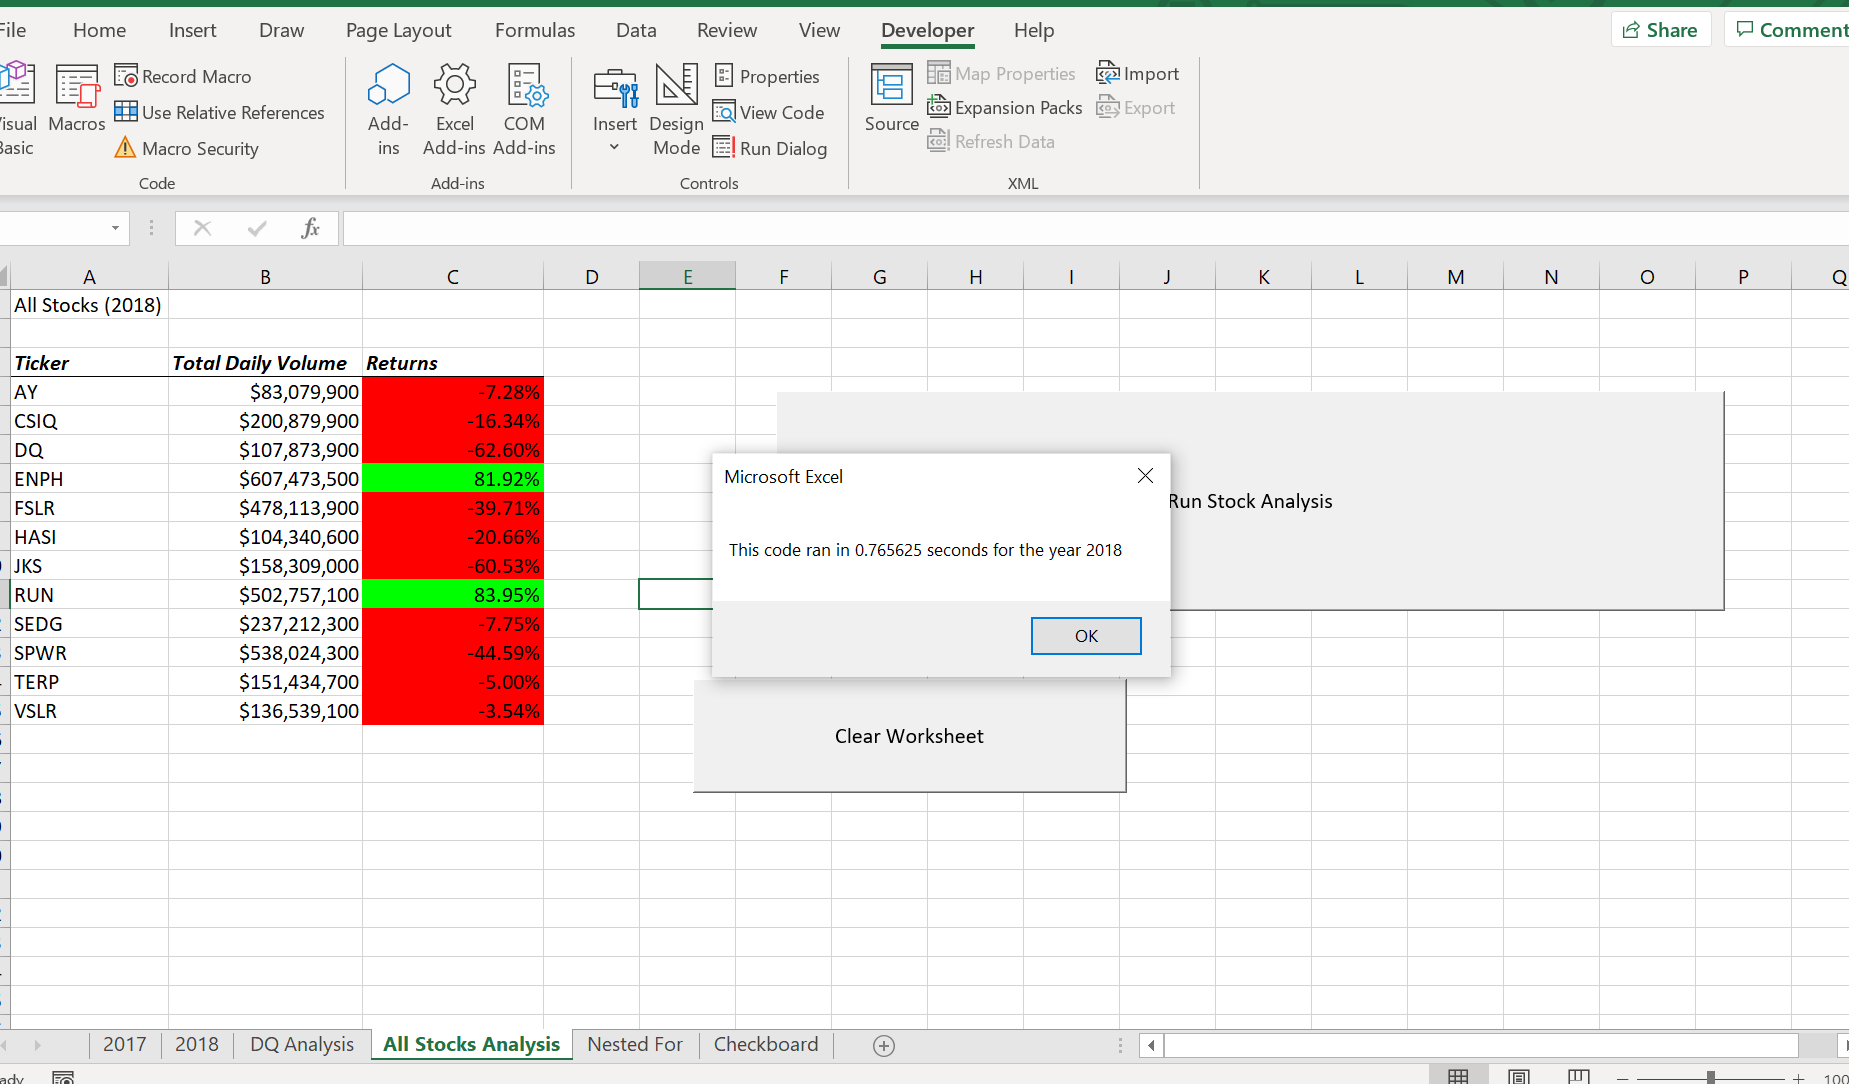 File Home Insert Draw Page Layout Formulas Data Review View Developer Help Share Comment
Visual Basic
Macros
Record Macro
Use Relative References
Macro Security
Code
Add-ins
Excel Add-ins
COM Add-ins
Add-ins
Insert
Design Mode
Properties
View Code
Run Dialog
Controls
Source
Map Properties
Expansion Packs
Refresh Data
Import
Export
XML
fx
A B C D E F G H I J K L M N O P Q
All Stocks (2018)
Ticker Total Daily Volume Returns
AY $83,079,900 -7.28%
CSIQ $200,879,900 -16.34%
DQ $107,873,900 -62.60%
ENPH $607,473,500 81.92%
FSLR $478,113,900 -39.71%
HASI $104,340,600 -20.66%
JKS $158,309,000 -60.53%
RUN $502,757,100 83.95%
SEDG $237,212,300 -7.75%
SPWR $538,024,300 -44.59%
TERP $151,434,700 -5.00%
VSLR $136,539,100 -3.54%
Run Stock Analysis
Microsoft Excel
This code ran in 0.765625 seconds for the year 2018
OK
Clear Worksheet
2017 2018 DQ Analysis All Stocks Analysis Nested For Checkboard
100